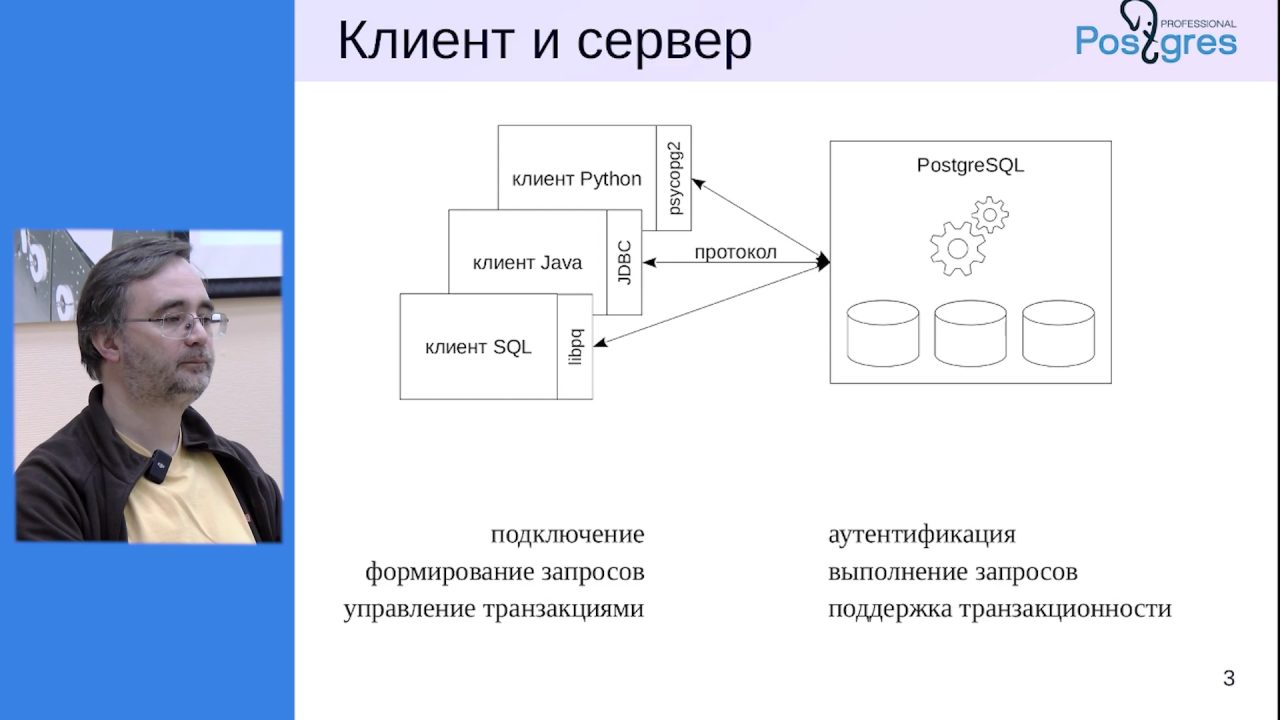 Клиент и сервер
PROFESSIONAL
Postgres
клиент Python
psycopg2
клиент Java
JDBC
клиент SQL
libpq
протокол
PostgreSQL
подключение
формирование запросов
управление транзакциями
аутентификация
выполнение запросов
поддержка транзакционности
3